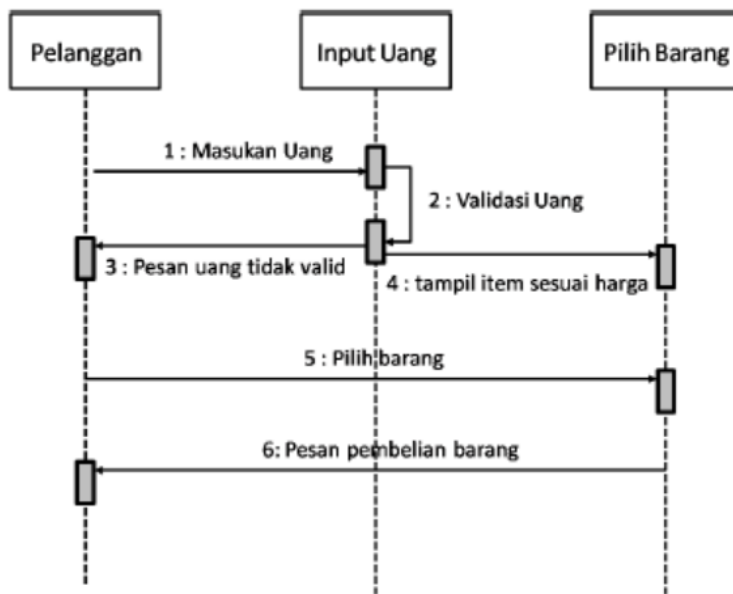 Pelanggan
Input Uang
Pilih Barang
1 : Masukan Uang
2 : Validasi Uang
3 : Pesan uang tidak valid
4 : tampil item sesuai harga
5 : Pilih barang
6: Pesan pembelian barang